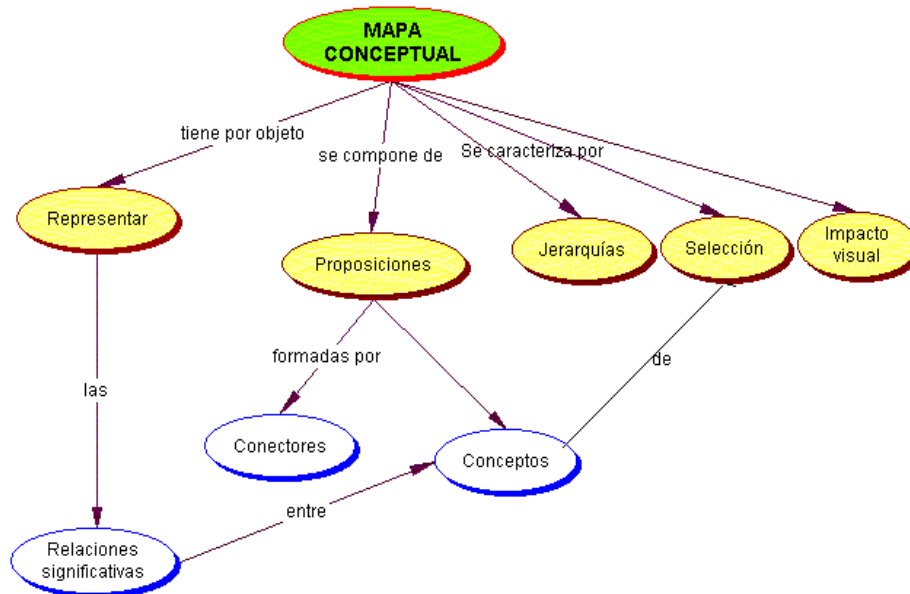 MAPA
CONCEPTUAL
tiene por objeto
se compone de
Se caracteriza por
Representar
Proposiciones
Jerarquías
Selección
Impacto
visual
formadas por
de
las
Conectores
Conceptos
entre
Relaciones
significativas